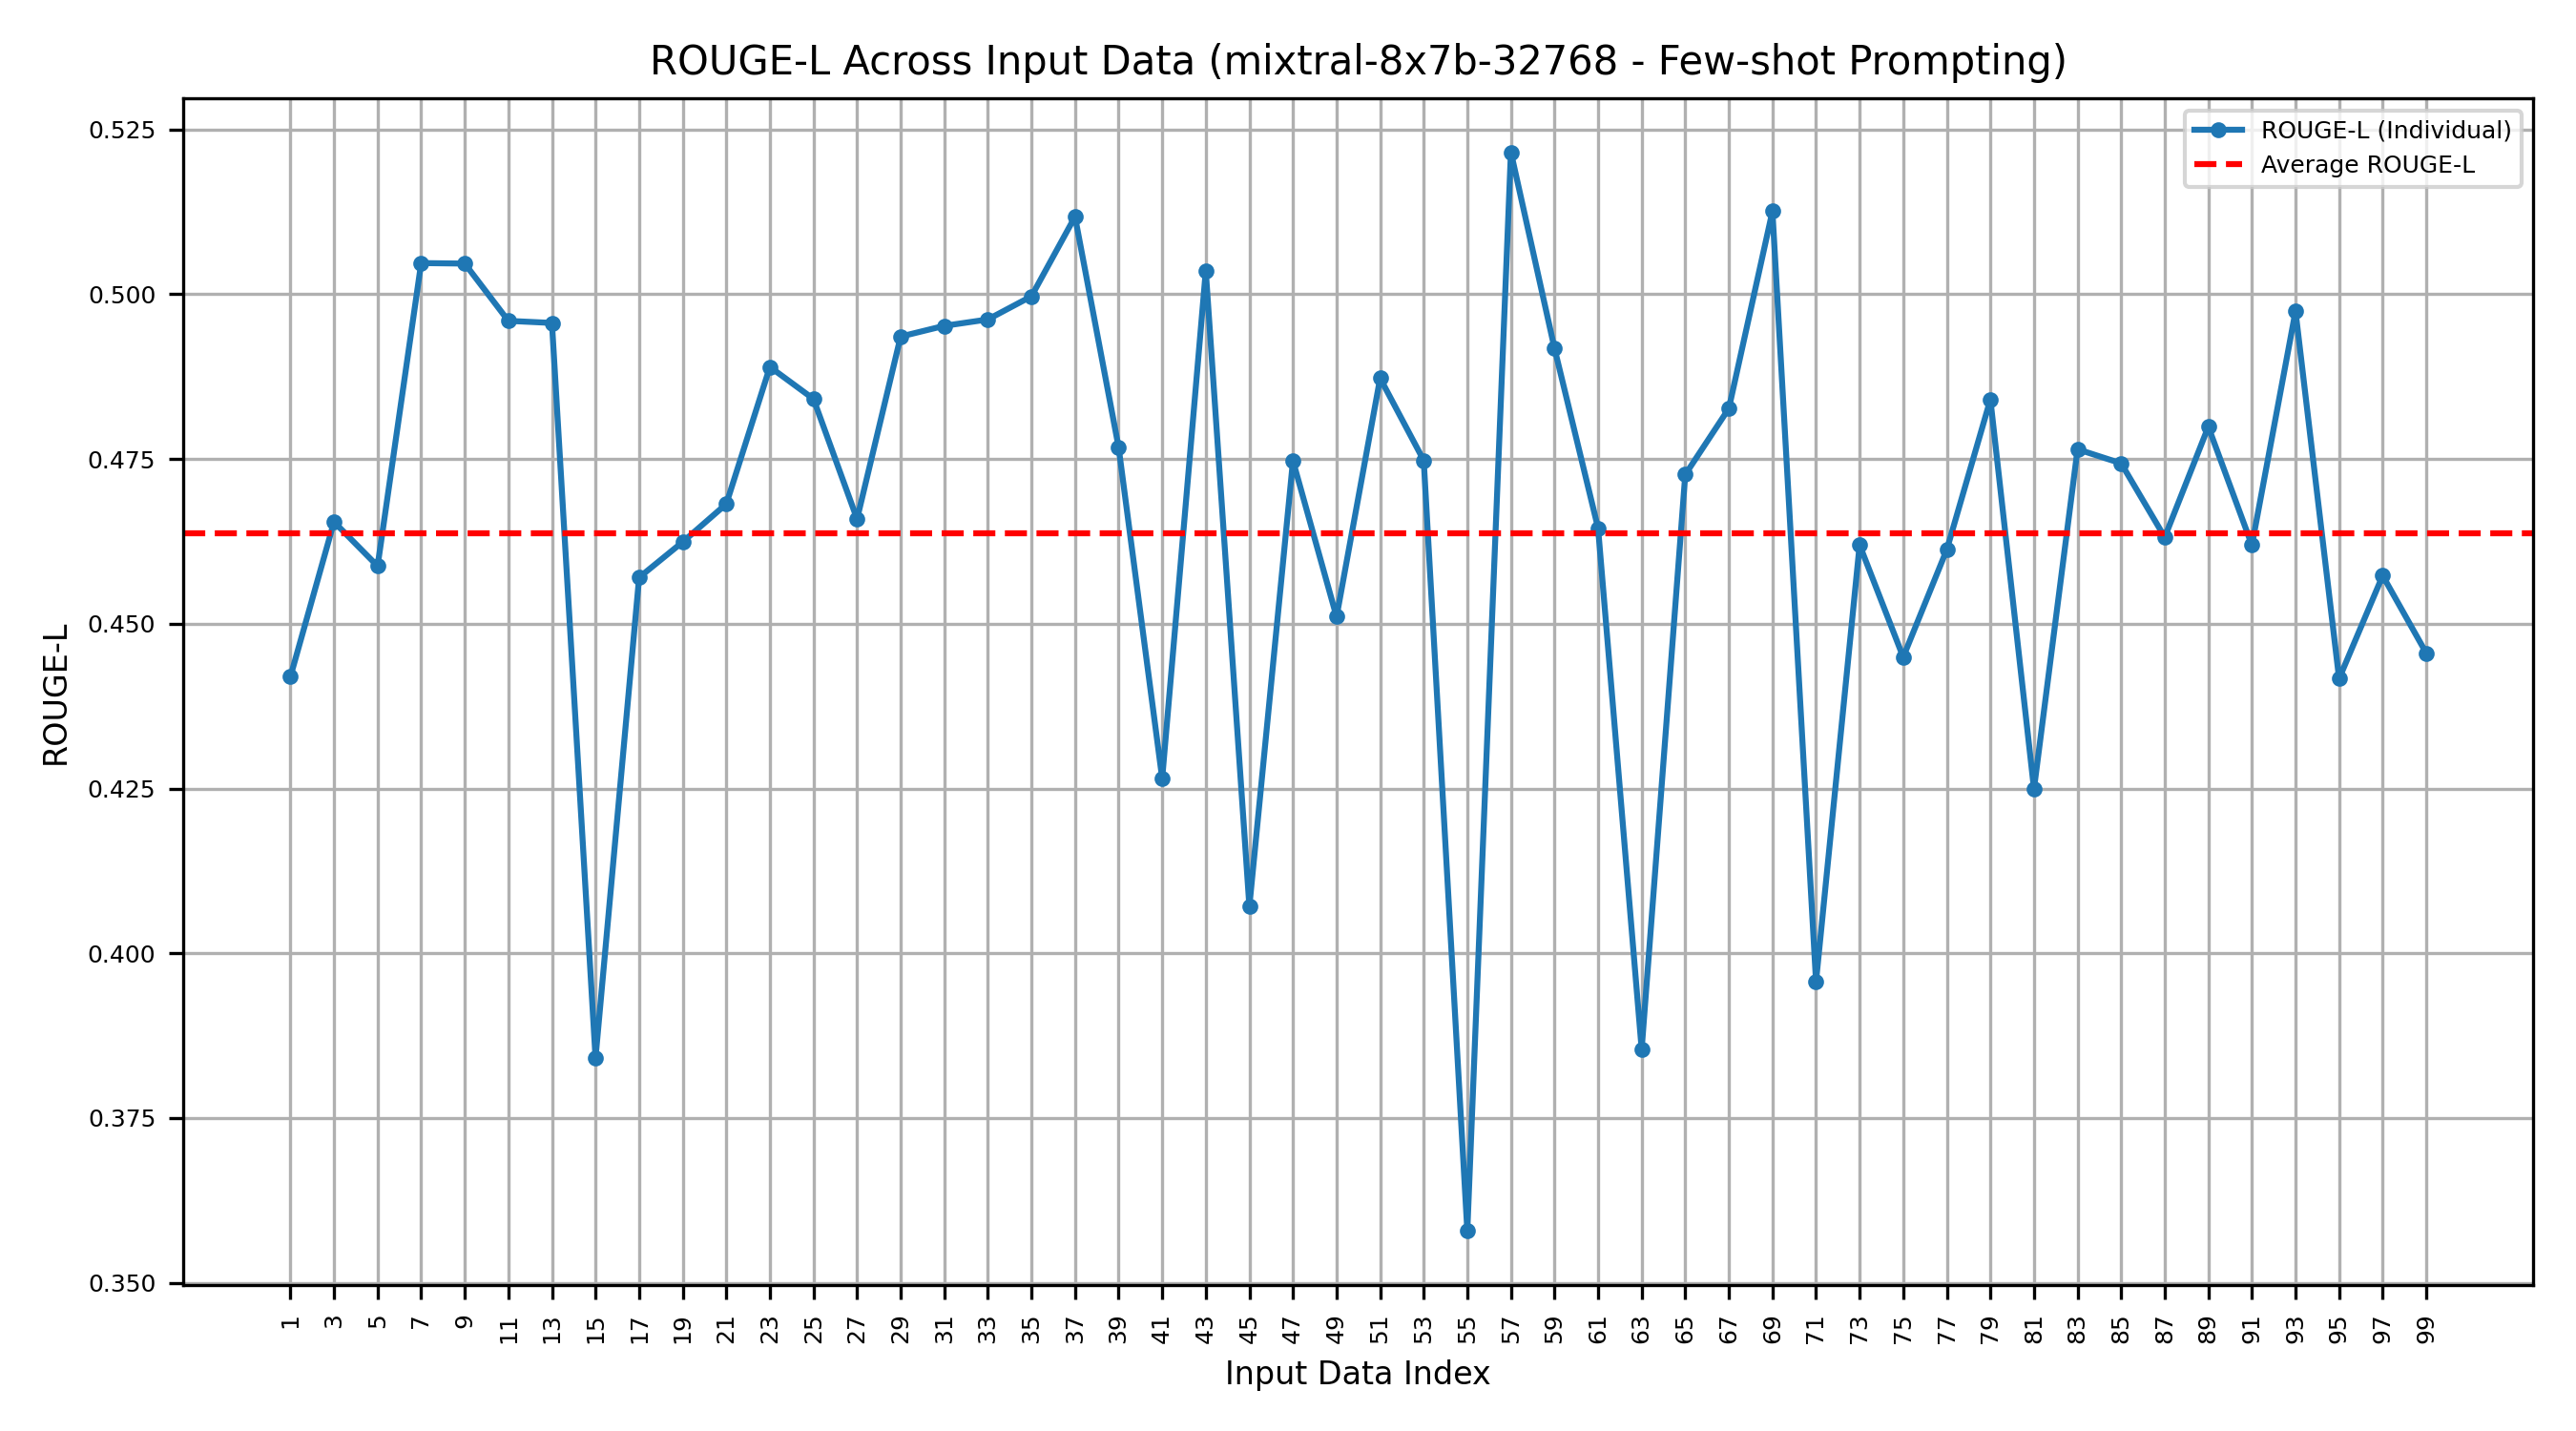 ROUGE-L Across Input Data (mixtral-8x7b-32768 - Few-shot Prompting)
ROUGE-L (Individual)
Average ROUGE-L
0.525
0.500
0.475
0.450
0.425
0.400
0.375
0.350
ROUGE-L
1 3 5 7 9 11 13 15 17 19 21 23 25 27 29 31 33 35 37 39 41 43 45 47 49 51 53 55 57 59 61 63 65 67 69 71 73 75 77 79 81 83 85 87 89 91 93 95 97 99
Input Data Index